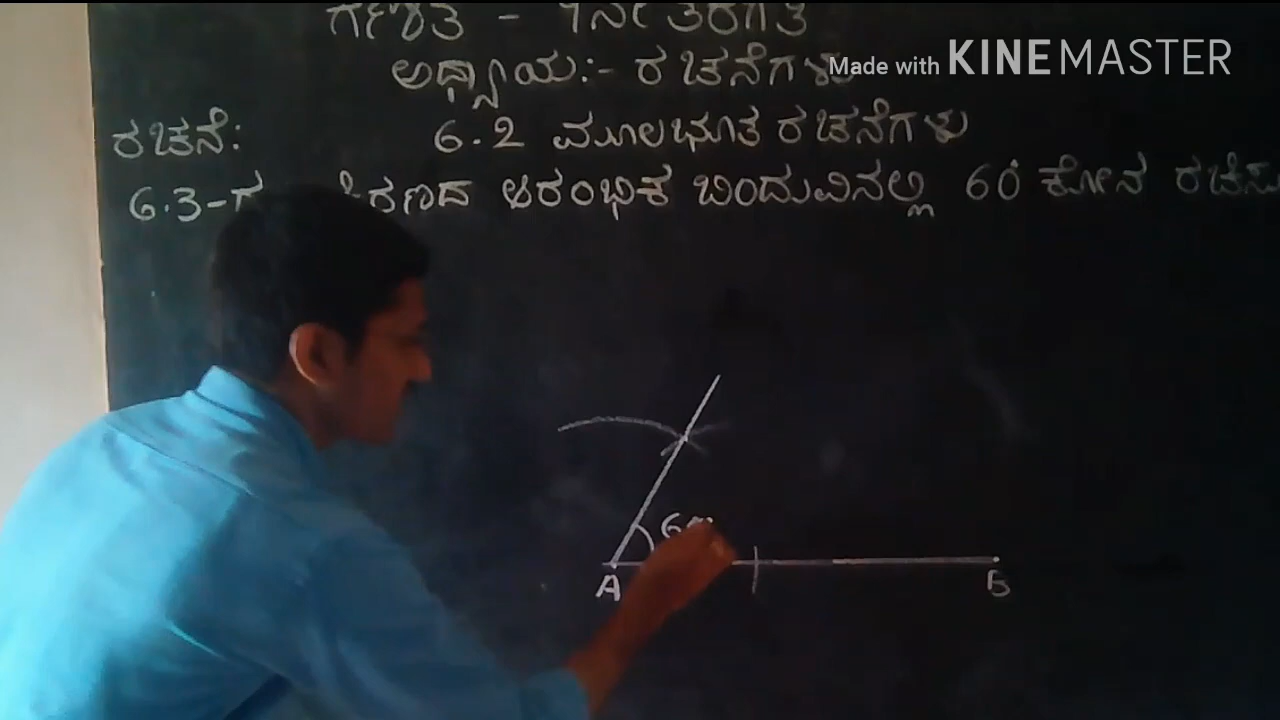 ಗಣಿತ - 9ನೇ ತರಗತಿ
ಅಧ್ಯಾಯ:- ರಚನೆಗಳು
Made with KINEMASTER
ರಚನೆ: 6.2 ಮೂಲಭೂತ ರಚನೆಗಳು
6.3- ಕಿರಣದ ಆರಂಭಿಕ ಬಿಂದುವಿನಲ್ಲಿ 60° ಕೋನ
A B